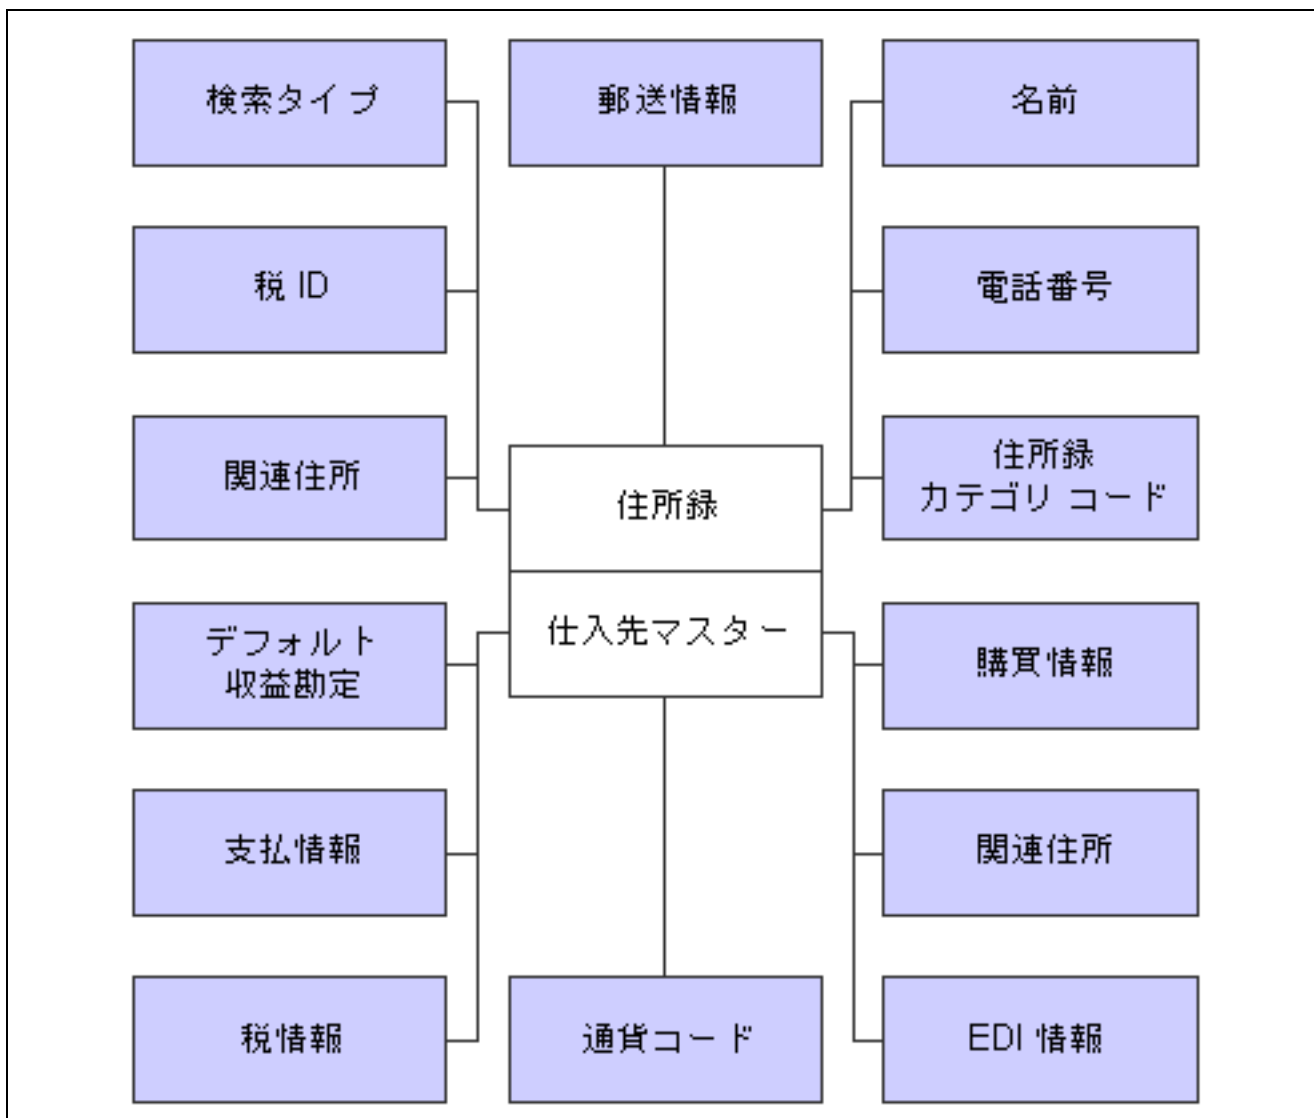 検索タイプ
郵送情報
名前
税 ID
電話番号
関連住所
住所録
住所録
カテゴリ コード
仕入先マスター
デフォルト
収益勘定
購買情報
支払情報
関連住所
税情報
通貨コード
EDI 情報